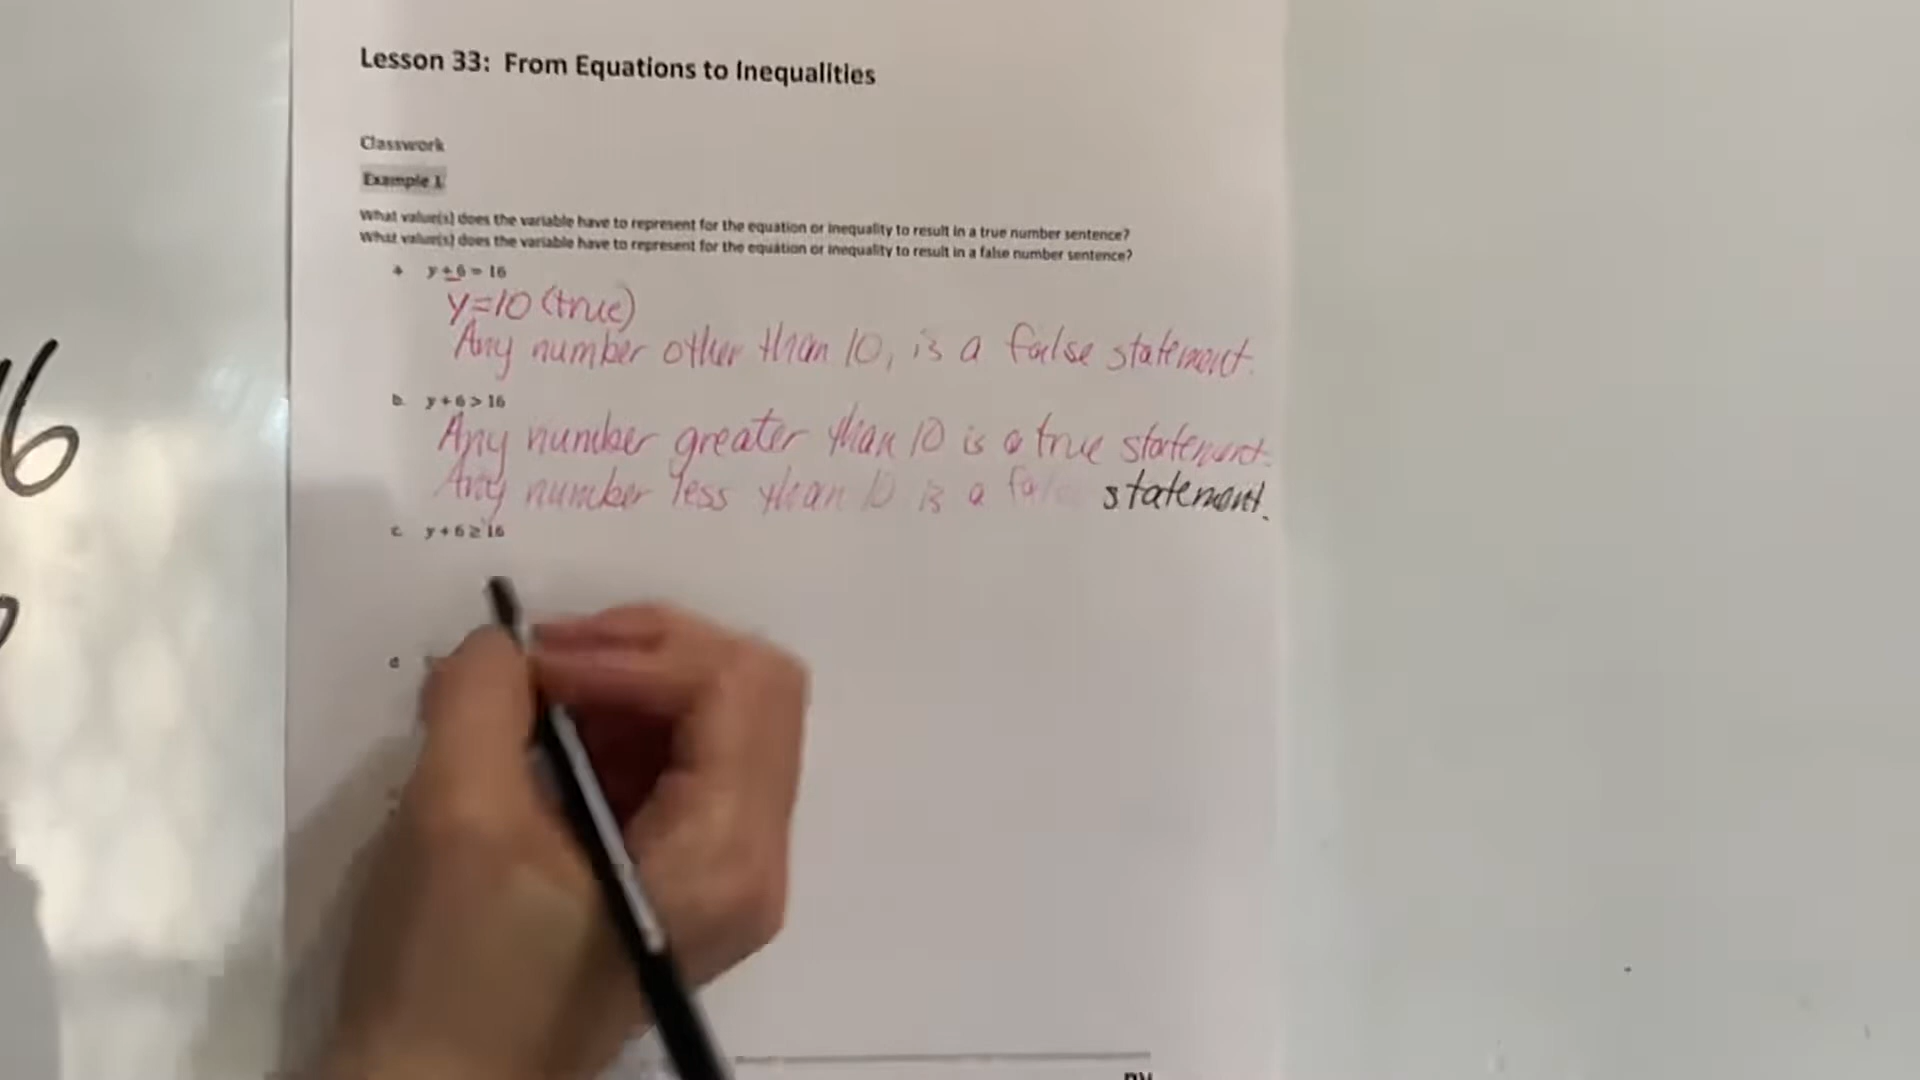 6
Lesson 33: From Equations to Inequalities
Classwork
Example 1
What value(s) does the variable have to represent for the equation or inequality to result in a true number sentence?
What value(s) does the variable have to represent for the equation or inequality to result in a false number sentence?
a. y + 6 = 16
y=10 (true)
Any number other than 10, is a false statement.
b. y + 6 > 16
Any number greater than 10 is a true statement.
Any number less than 10 is a false statement.
c. y + 6 ≥ 16
d